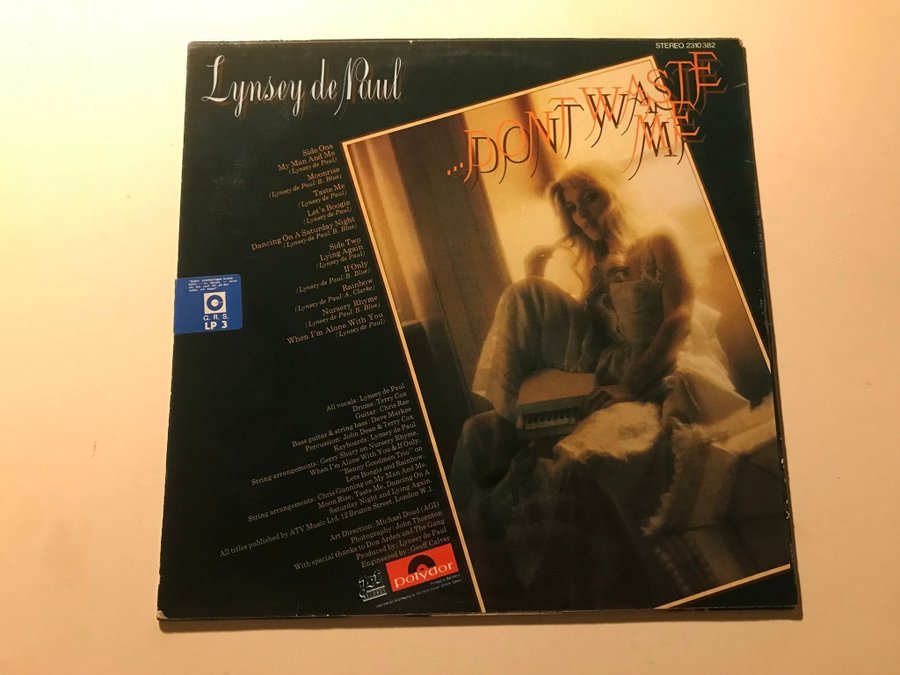 STEREO 2310 362
Lynsey de Paul
...DONT WASTE
ME
Side One
My Man And Me
(Lynsey de Paul)
Moonrise
(Lynsey de Paul B. Blue)
Taste Me
(Lynsey de Paul)
Let's Boogie
(Lynsey de Paul)
Dancing On A Saturday Night
(Lynsey de Paul B. Blue)
Side Two
Lying Again
(Lynsey de Paul)
If Only
(Lynsey de Paul B. Blue)
Rainbow
(Lynsey de Paul A. Clarke)
Nursery Rhyme
(Lynsey de Paul B. Blue)
When I'm Alone With You
(Lynsey de Paul)
G. R. S.
LP 3
All vocals: Lynsey de Paul
Drums: Terry Cox
Guitar: Chris Rae
Bass guitar & string bass: Dave Markee
Percussion: John Dean & Terry Cox
Keyboards: Lynsey de Paul
String arrangements: Gerry Shury on Nursery Rhyme,
When I'm Alone With You & If Only,
"Benny Goodman Trio" on
Lets Boogie and Rainbow,
String arrangements: Chris Gunning on My Man And Me,
Moon Rise, Taste Me, Dancing On A
Saturday Night and Lying Again.
All titles published by ATV Music Ltd, 12 Bruton Street, London W.1.
Art Direction: Michael Doud (AGI)
Photography: John Thornton
With special thanks to Don Arden and The Gang
Produced by: Lynsey de Paul
Engineered by: Geoff Calver
jet
RECORDS
polydor
Printed in Germany